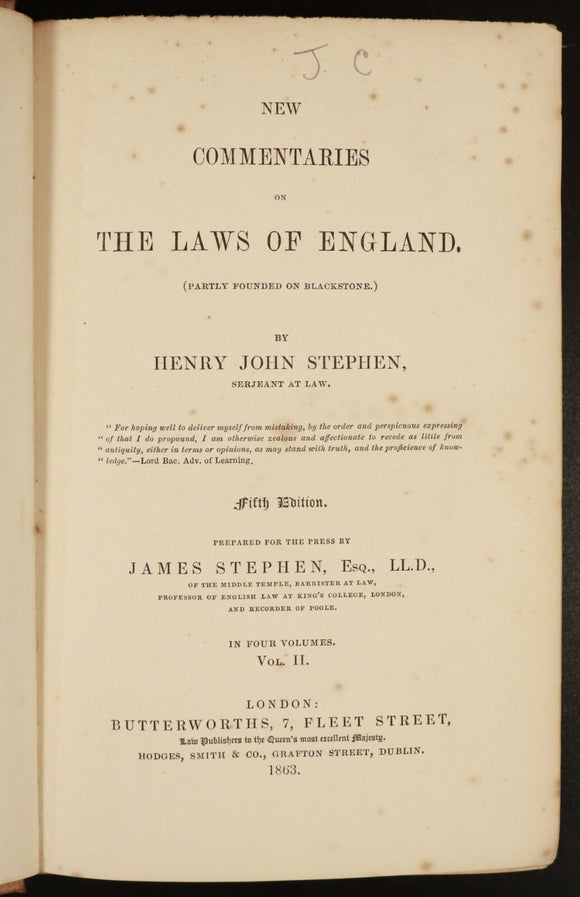 J. C
NEW
COMMENTARIES
ON
THE LAWS OF ENGLAND.
(PARTLY FOUNDED ON BLACKSTONE.)
BY
HENRY JOHN STEPHEN,
SERJEANT AT LAW.
“ For hoping well to deliver myself from mistaking, by the order and perspicuous expressing
“ of that I do propound, I am otherwise zealous and affectionate to recede as little from
“ antiquity, either in terms or opinions, as may stand with truth, and the proficience of know-
“ ledge.”—Lord Bac. Adv. of Learning.
Fifth Edition.
PREPARED FOR THE PRESS BY
JAMES STEPHEN, Esq., LL.D.,
OF THE MIDDLE TEMPLE, BARRISTER AT LAW,
PROFESSOR OF ENGLISH LAW AT KING'S COLLEGE, LONDON,
AND RECORDER OF POOLE.
IN FOUR VOLUMES.
Vol. II.
LONDON:
BUTTERWORTHS, 7, FLEET STREET,
Law Publishers to the Queen's most excellent Majesty.
HODGES, SMITH & CO., GRAFTON STREET, DUBLIN.
1863.